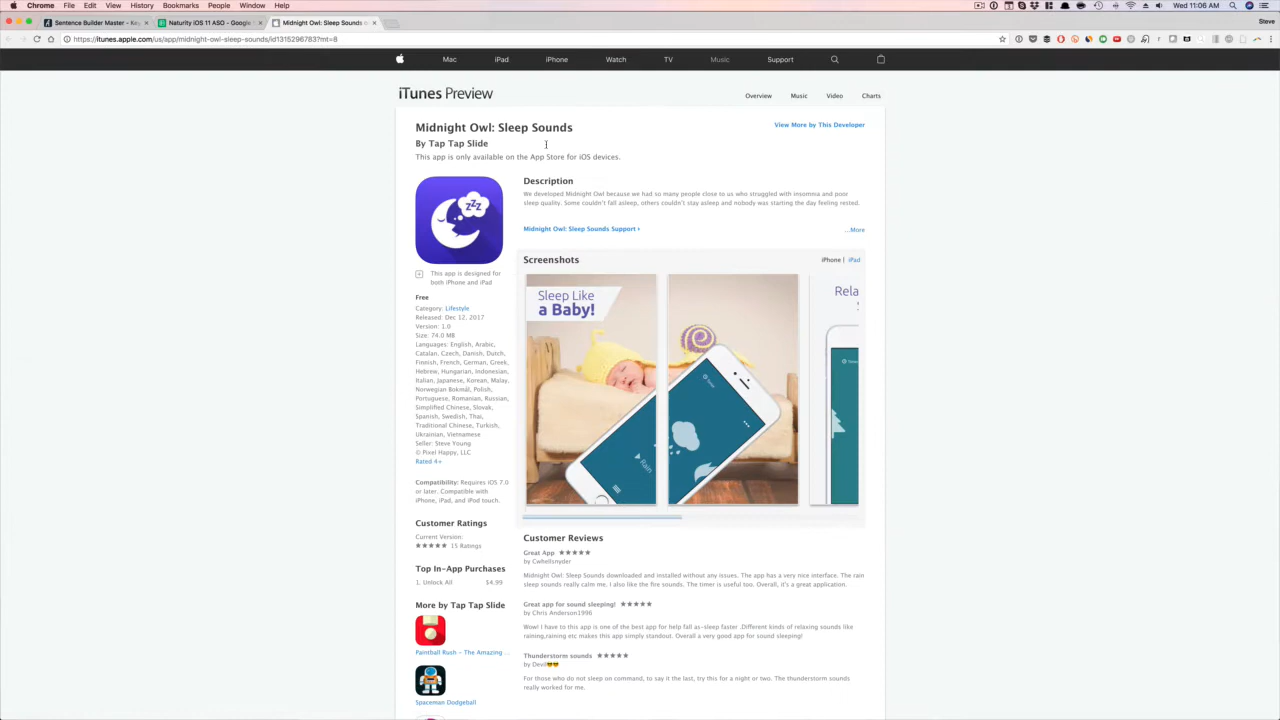 Chrome File Edit View History Bookmarks People Window Help
Wed 11:06 AM
Sentence Builder Master - Key
Naturity iOS 11 ASO - Google
Midnight Owl: Sleep Sounds o
Steve
https://itunes.apple.com/us/app/midnight-owl-sleep-sounds/id1315296783?mt=8
Mac iPad iPhone Watch TV Music Support
iTunes Preview
Overview Music Video Charts
Midnight Owl: Sleep Sounds
View More by This Developer
By Tap Tap Slide
This app is only available on the App Store for iOS devices.
Description
We developed Midnight Owl because we had so many people close to us who struggled with insomnia and poor
sleep quality. Some couldn't fall asleep, others couldn't stay asleep and nobody was starting the day feeling rested.
Midnight Owl: Sleep Sounds Support ›
...More
zzz
This app is designed for
both iPhone and iPad
Free
Category: Lifestyle
Released: Dec 12, 2017
Version: 1.0
Size: 74.0 MB
Languages: English, Arabic,
Catalan, Czech, Danish, Dutch,
Finnish, French, German, Greek,
Hebrew, Hungarian, Indonesian,
Italian, Japanese, Korean, Malay,
Norwegian Bokmål, Polish,
Portuguese, Romanian, Russian,
Simplified Chinese, Slovak,
Spanish, Swedish, Thai,
Traditional Chinese, Turkish,
Ukrainian, Vietnamese
Seller: Steve Young
© Pixel Happy, LLC
Rated 4+
Compatibility: Requires iOS 7.0
or later. Compatible with
iPhone, iPad, and iPod touch.
Customer Ratings
Current Version:
★★★★★ 15 Ratings
Top In-App Purchases
1. Unlock All $4.99
More by Tap Tap Slide
Paintball Rush - The Amazing ...
Spaceman Dodgeball
Screenshots
iPhone | iPad
Sleep Like
a Baby!
Rain
Timer
Rela
Customer Reviews
Great App ★★★★★
by Cwhellsnyder
Midnight Owl: Sleep Sounds downloaded and installed without any issues. The app has a very nice interface. The rain
sleep sounds really calm me. I also like the fire sounds. The timer is useful too. Overall, it's a great application.
Great app for sound sleeping! ★★★★★
by Chris Anderson1996
Wow! I have to this app is one of the best app for help fall as-sleep faster .Different kinds of relaxing sounds like
raining,raining etc makes this app simply standout. Overall a very good app for sound sleeping!
Thunderstorm sounds ★★★★★
by Devil😎😎
For those who do not sleep on command, to say it the last, try this for a night or two. The thunderstorm sounds
really worked for me.